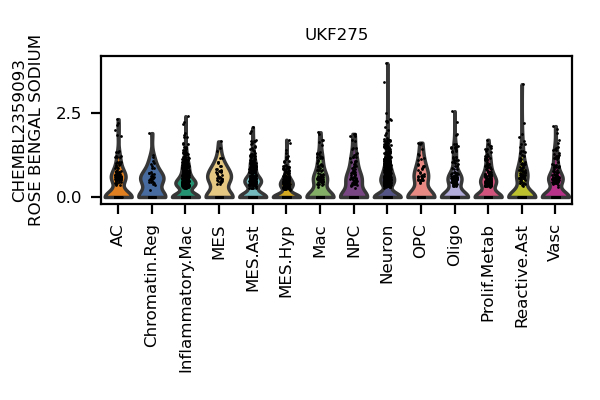 UKF275
CHEMBL2359093
ROSE BENGAL SODIUM
2.5
0.0
AC
Chromatin.Reg
Inflammatory.Mac
MES
MES.Ast
MES.Hyp
Mac
NPC
Neuron
OPC
Oligo
Prolif.Metab
Reactive.Ast
Vasc